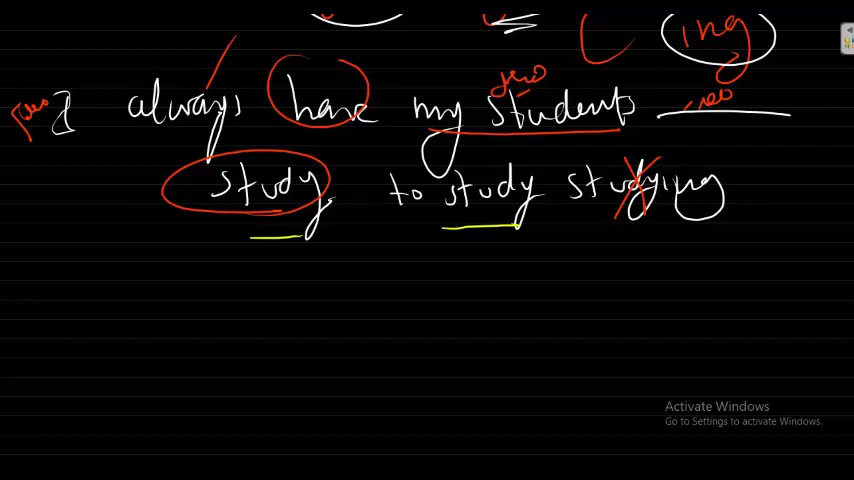 ing
I always have my students
study to study studying
Activate Windows
Go to Settings to activate Windows.